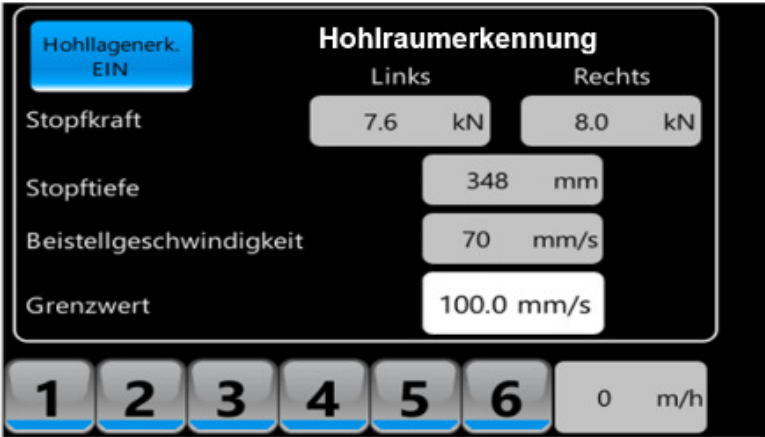 Hohllagenerk.
EIN
Hohlraumerkennung
Links Rechts
Stopfkraft 7.6 kN 8.0 kN
Stopftiefe 348 mm
Beistellgeschwindigkeit 70 mm/s
Grenzwert 100.0 mm/s
1 2 3 4 5 6 0 m/h